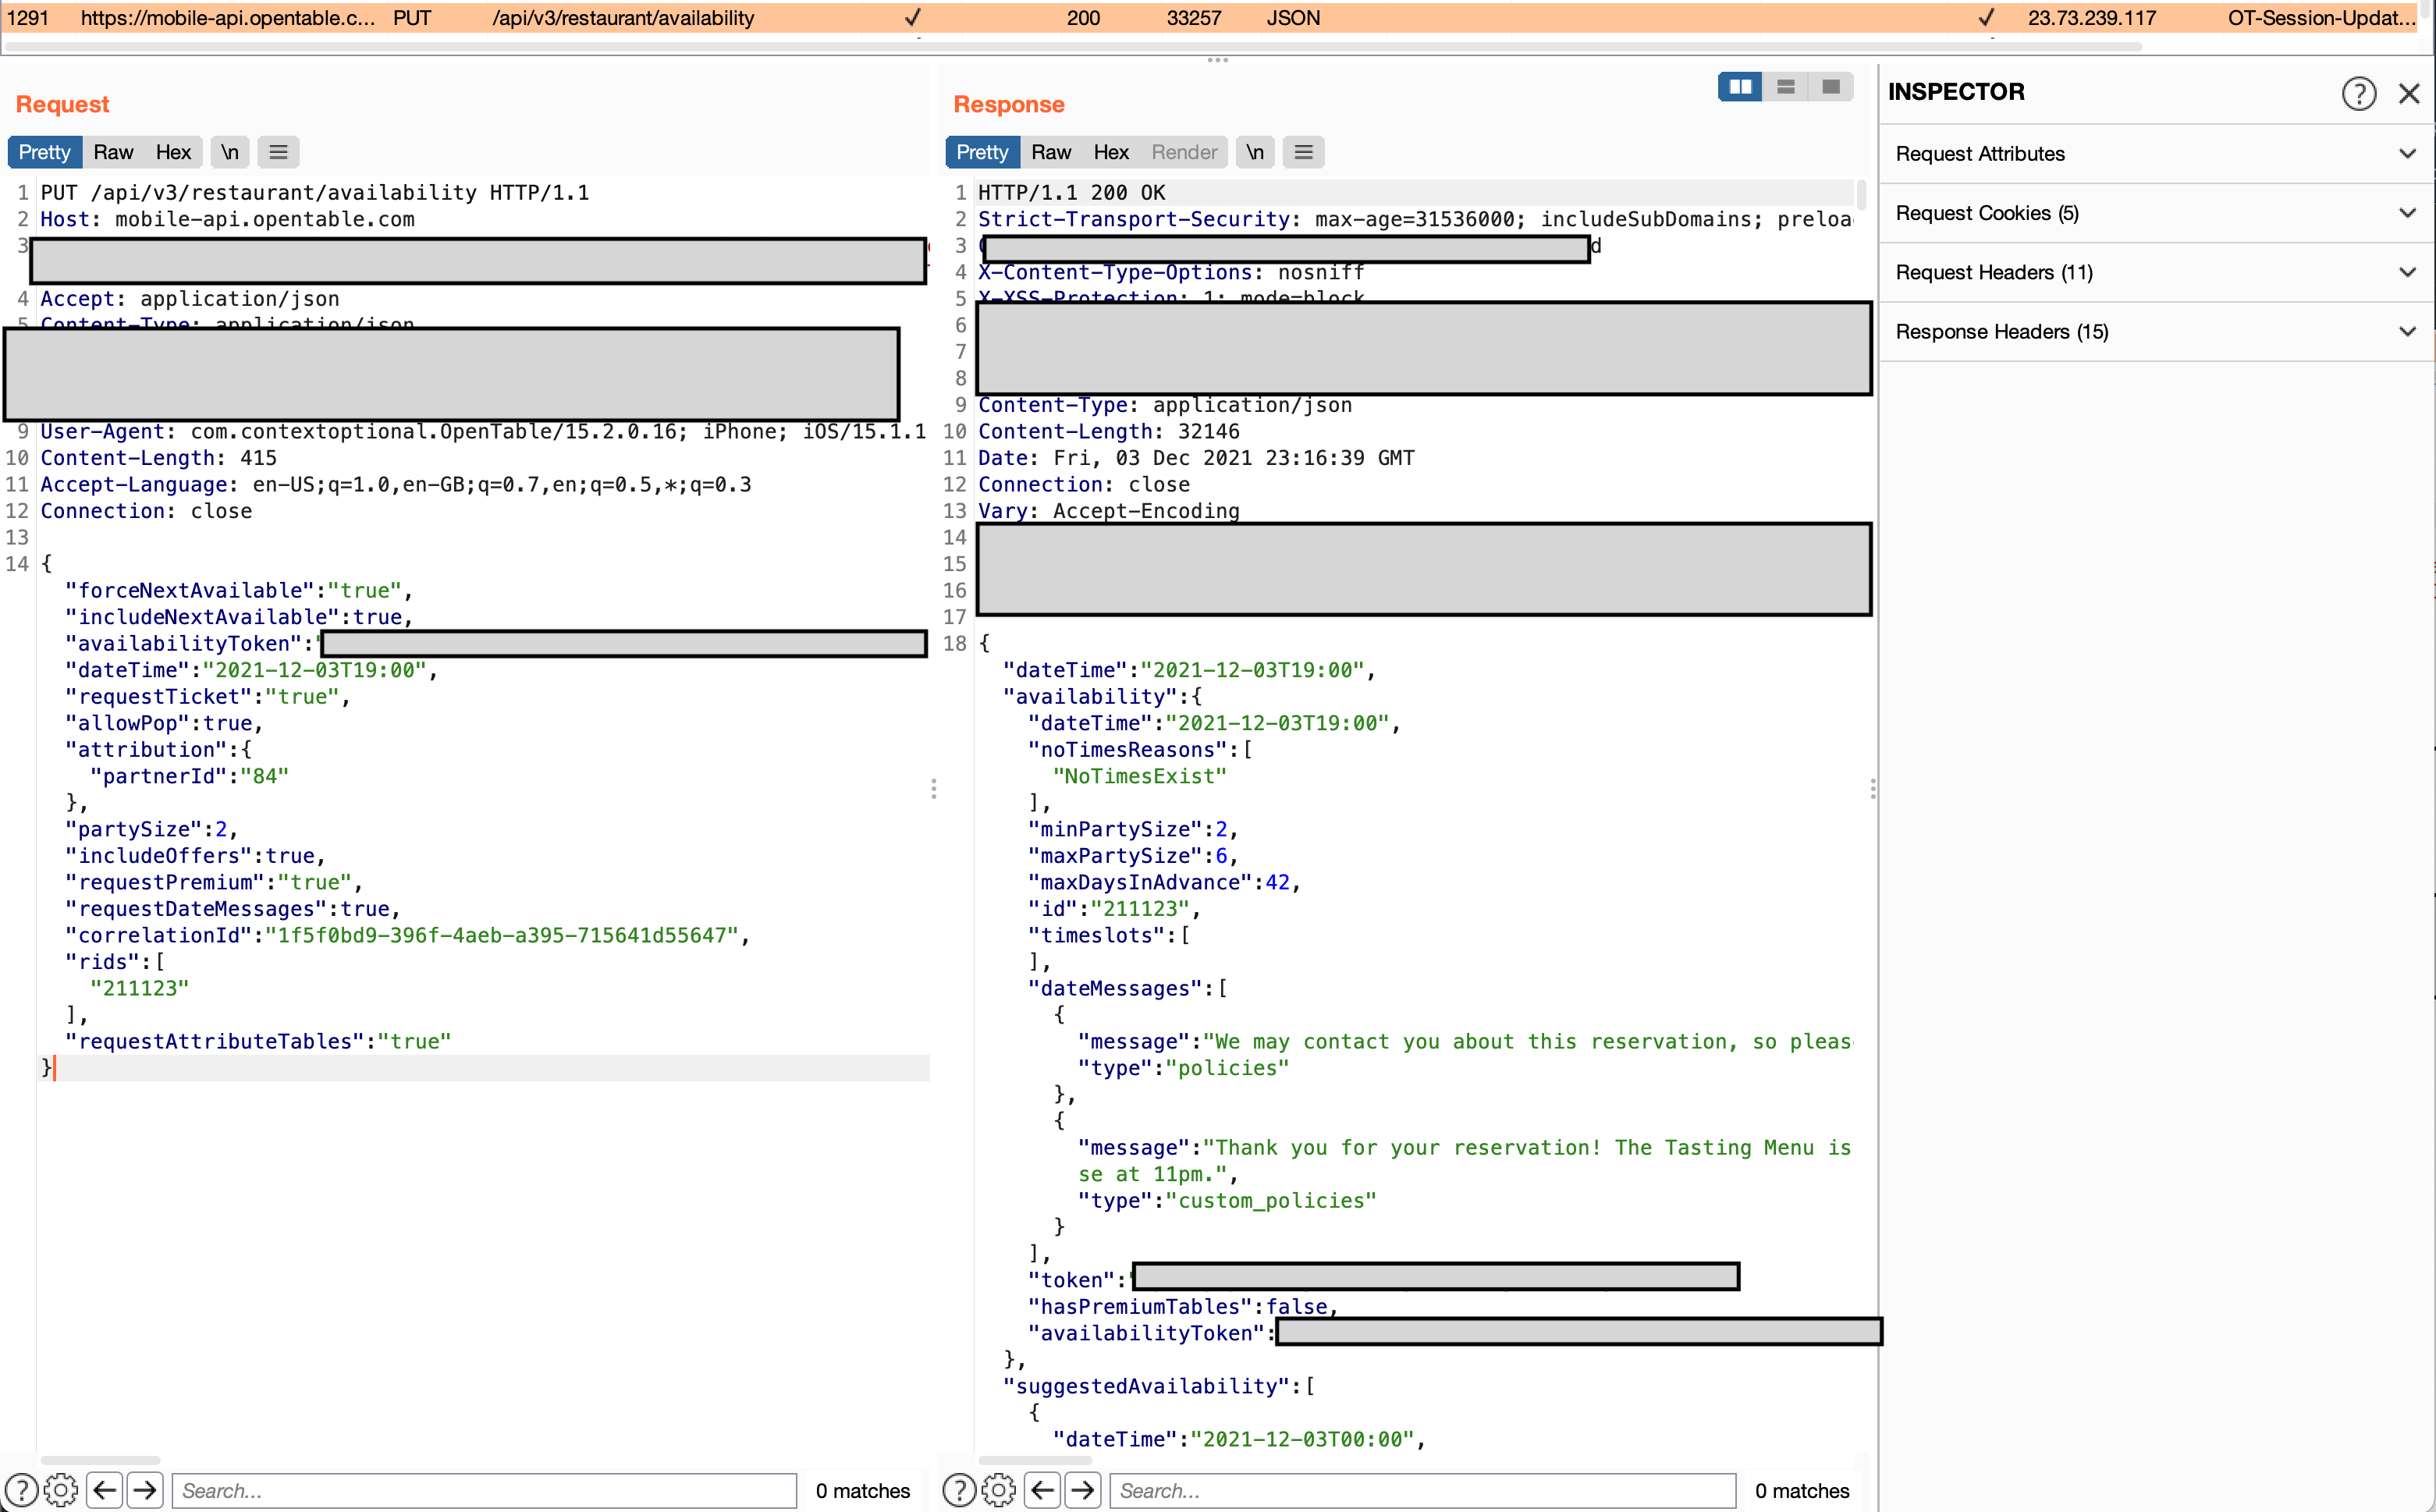 1291 https://mobile-api.opentable.c... PUT /api/v3/restaurant/availability ✓ 200 33257 JSON ✓ 23.73.239.117 OT-Session-Updat...
Request
Pretty Raw Hex \n
1 PUT /api/v3/restaurant/availability HTTP/1.1
2 Host: mobile-api.opentable.com
3
4 Accept: application/json
5 Content-Type: application/json
9 User-Agent: com.contextoptional.OpenTable/15.2.0.16; iPhone; iOS/15.1.1
10 Content-Length: 415
11 Accept-Language: en-US;q=1.0,en-GB;q=0.7,en;q=0.5,*;q=0.3
12 Connection: close
13
14 {
"forceNextAvailable":"true",
"includeNextAvailable":true,
"availabilityToken":"
"dateTime":"2021-12-03T19:00",
"requestTicket":"true",
"allowPop":true,
"attribution":{
"partnerId":"84"
},
"partySize":2,
"includeOffers":true,
"requestPremium":"true",
"requestDateMessages":true,
"correlationId":"1f5f0bd9-396f-4aeb-a395-715641d55647",
"rids":[
"211123"
],
"requestAttributeTables":"true"
}
Search... 0 matches
Response
Pretty Raw Hex Render \n
1 HTTP/1.1 200 OK
2 Strict-Transport-Security: max-age=31536000; includeSubDomains; preloa
3 d
4 X-Content-Type-Options: nosniff
5 X-XSS-Protection: 1; mode=block
6
7
8
9 Content-Type: application/json
10 Content-Length: 32146
11 Date: Fri, 03 Dec 2021 23:16:39 GMT
12 Connection: close
13 Vary: Accept-Encoding
14
15
16
17
18 {
"dateTime":"2021-12-03T19:00",
"availability":{
"dateTime":"2021-12-03T19:00",
"noTimesReasons":[
"NoTimesExist"
],
"minPartySize":2,
"maxPartySize":6,
"maxDaysInAdvance":42,
"id":"211123",
"timeslots":[
],
"dateMessages":[
{
"message":"We may contact you about this reservation, so pleas
"type":"policies"
},
{
"message":"Thank you for your reservation! The Tasting Menu is
se at 11pm.",
"type":"custom_policies"
}
],
"token":"
"hasPremiumTables":false,
"availabilityToken":
},
"suggestedAvailability":[
{
"dateTime":"2021-12-03T00:00",
Search... 0 matches
INSPECTOR
Request Attributes
Request Cookies (5)
Request Headers (11)
Response Headers (15)